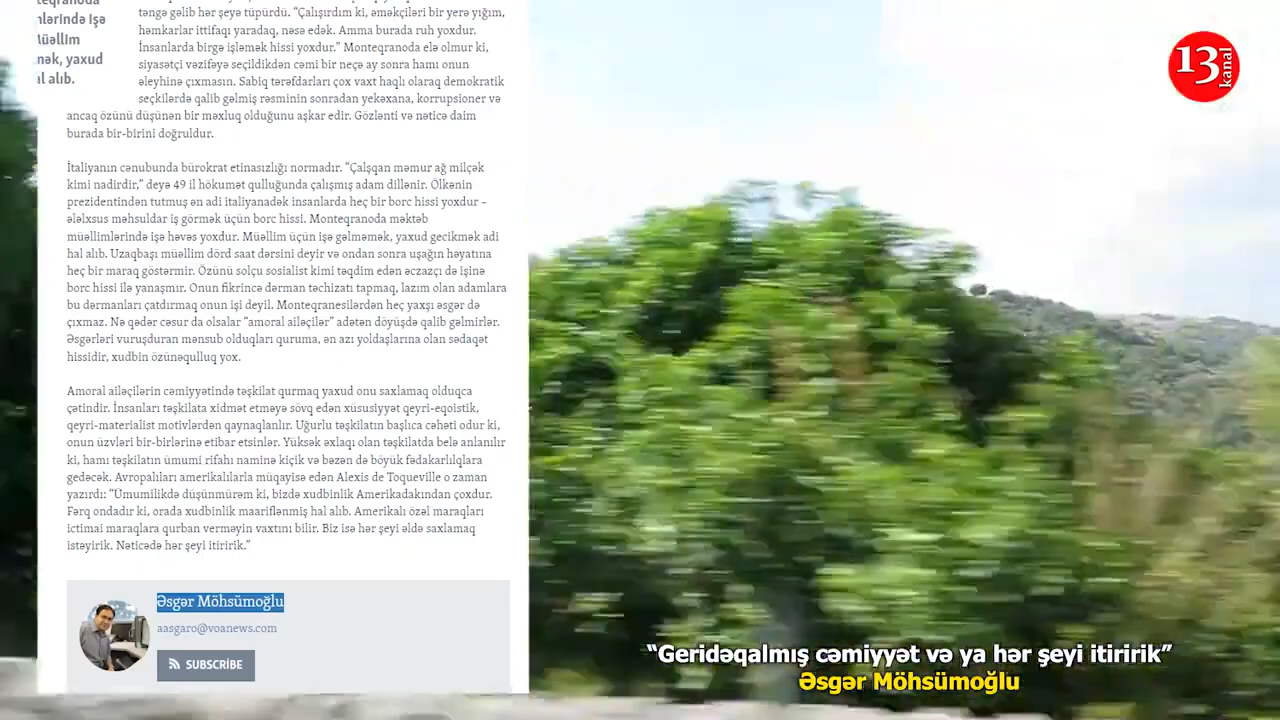 teqranoda
nlərində işə
Müəllim
mək, yaxud
al alıb.
təngə gəlib hər şeyə tüpürdü. “Çalışırdım ki, əməkçiləri bir yerə yığım,
həmkarlar ittifaqı yaradaq, nəsə edək. Amma burada ruh yoxdur.
İnsanlarda birgə işləmək hissi yoxdur.” Monteqranoda elə olmur ki,
siyasətçi vəzifəyə seçildikdən cəmi bir neçə ay sonra hamı onun
əleyhinə çıxmasın. Sabiq tərəfdarları çox vaxt haqlı olaraq demokratik
seçkilərdə qalib gəlmiş rəsminin sonradan yekəxana, korrupsioner və
ancaq özünü düşünən bir məxluq olduğunu aşkar edir. Gözlənti və nəticə daim
burada bir-birini doğruldur.
İtaliyanın cənubunda bürokrat etinasızlığı normadır. “Çalşqan məmur ağ milçək
kimi nadirdir,” deyə 49 il hökumət qulluğunda çalışmış adam dillənir. Ölkənin
prezidentindən tutmuş ən adi italiyanadək insanlarda heç bir borc hissi yoxdur –
ələlxsus məhsuldar iş görmək üçün borc hissi. Monteqranoda məktəb
müəllimlərində işə həvəs yoxdur. Müəllim üçün işə gəlməmək, yaxud gecikmək adi
hal alıb. Uzaqbaşı müəllim dörd saat dərsini deyir və ondan sonra uşağın həyatına
heç bir maraq göstərmir. Özünü solçu sosialist kimi təqdim edən əczazçı də işinə
borc hissi ilə yanaşmır. Onun fikrincə dərman təchizatı tapmaq, lazım olan adamlara
bu dərmanları çatdırmaq onun işi deyil. Monteqranesilərdən heç yaxşı əsgər də
çıxmaz. Nə qədər cəsur da olsalar “amoral ailəçilər” adətən döyüşdə qalib gəlmirlər.
Əsgərləri vuruşduran mənsub olduqları quruma, ən azı yoldaşlarına olan sədaqət
hissidir, xudbin özünəqulluq yox.
Amoral ailəçilərin cəmiyyətində təşkilat qurmaq yaxud onu saxlamaq olduqca
çətindir. İnsanları təşkilata xidmət etməyə sövq edən xüsusiyyət qeyri-eqoistik,
qeyri-materialist motivlərdən qaynaqlanır. Uğurlu təşkilatın başlıca cəhəti odur ki,
onun üzvləri bir-birlərinə etibar etsinlər. Yüksək əxlaqı olan təşkilatda belə anlanılır
ki, hamı təşkilatın ümumi rifahı naminə kiçik və bəzən də böyük fədakarlılqlara
gedəcək. Avropalıları amerikalılarla müqayisə edən Alexis de Toqueville o zaman
yazırdı: “Ümumilikdə düşünmürəm ki, bizdə xudbinlik Amerikadakından çoxdur.
Fərq ondadır ki, orada xudbinlik maariflənmiş hal alıb. Amerikalı özəl maraqları
ictimai maraqlara qurban verməyin vaxtını bilir. Biz isə hər şeyi əldə saxlamaq
istəyirik. Nəticədə hər şeyi itiririk.”
Əsgər Möhsümoğlu
aasgaro@voanews.com
SUBSCRİBE
13
kanal
“Geridəqalmış cəmiyyət və ya hər şeyi itiririk”
Əsgər Möhsümoğlu